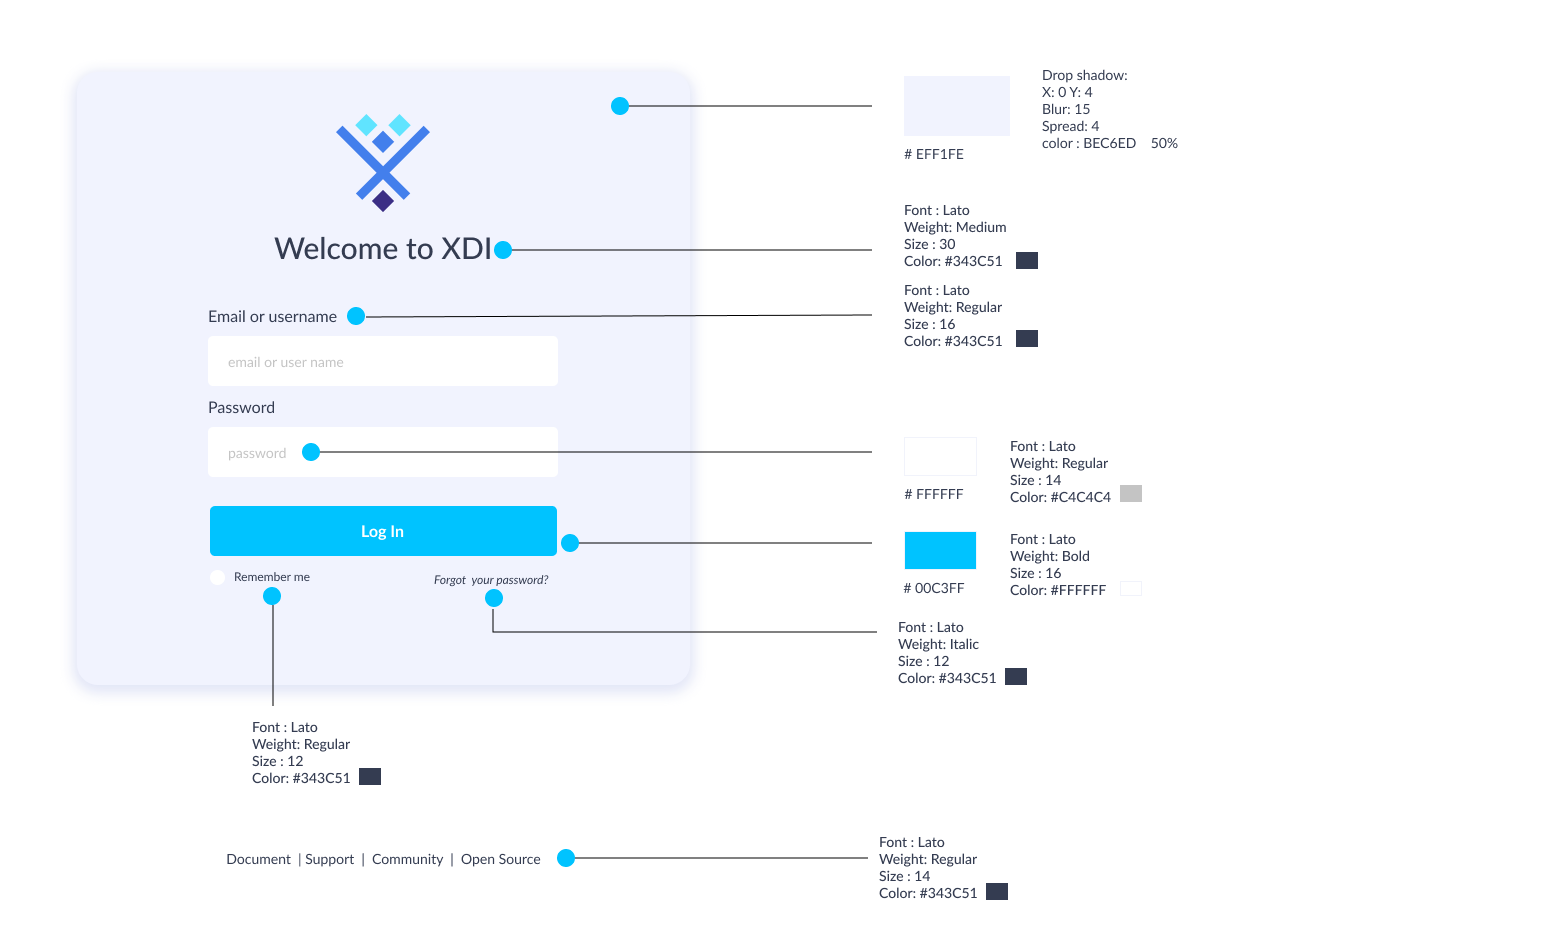 Drop shadow:
X: 0 Y: 4
Blur: 15
Spread: 4
color : BEC6ED 50%
# EFF1FE
Welcome to XDI
Font : Lato
Weight: Medium
Size : 30
Color: #343C51
Email or username
Font : Lato
Weight: Regular
Size : 16
Color: #343C51
email or user name
Password
password
# FFFFFF
Font : Lato
Weight: Regular
Size : 14
Color: #C4C4C4
Log In
# 00C3FF
Font : Lato
Weight: Bold
Size : 16
Color: #FFFFFF
Remember me
Forgot your password?
Font : Lato
Weight: Italic
Size : 12
Color: #343C51
Font : Lato
Weight: Regular
Size : 12
Color: #343C51
Document | Support | Community | Open Source
Font : Lato
Weight: Regular
Size : 14
Color: #343C51